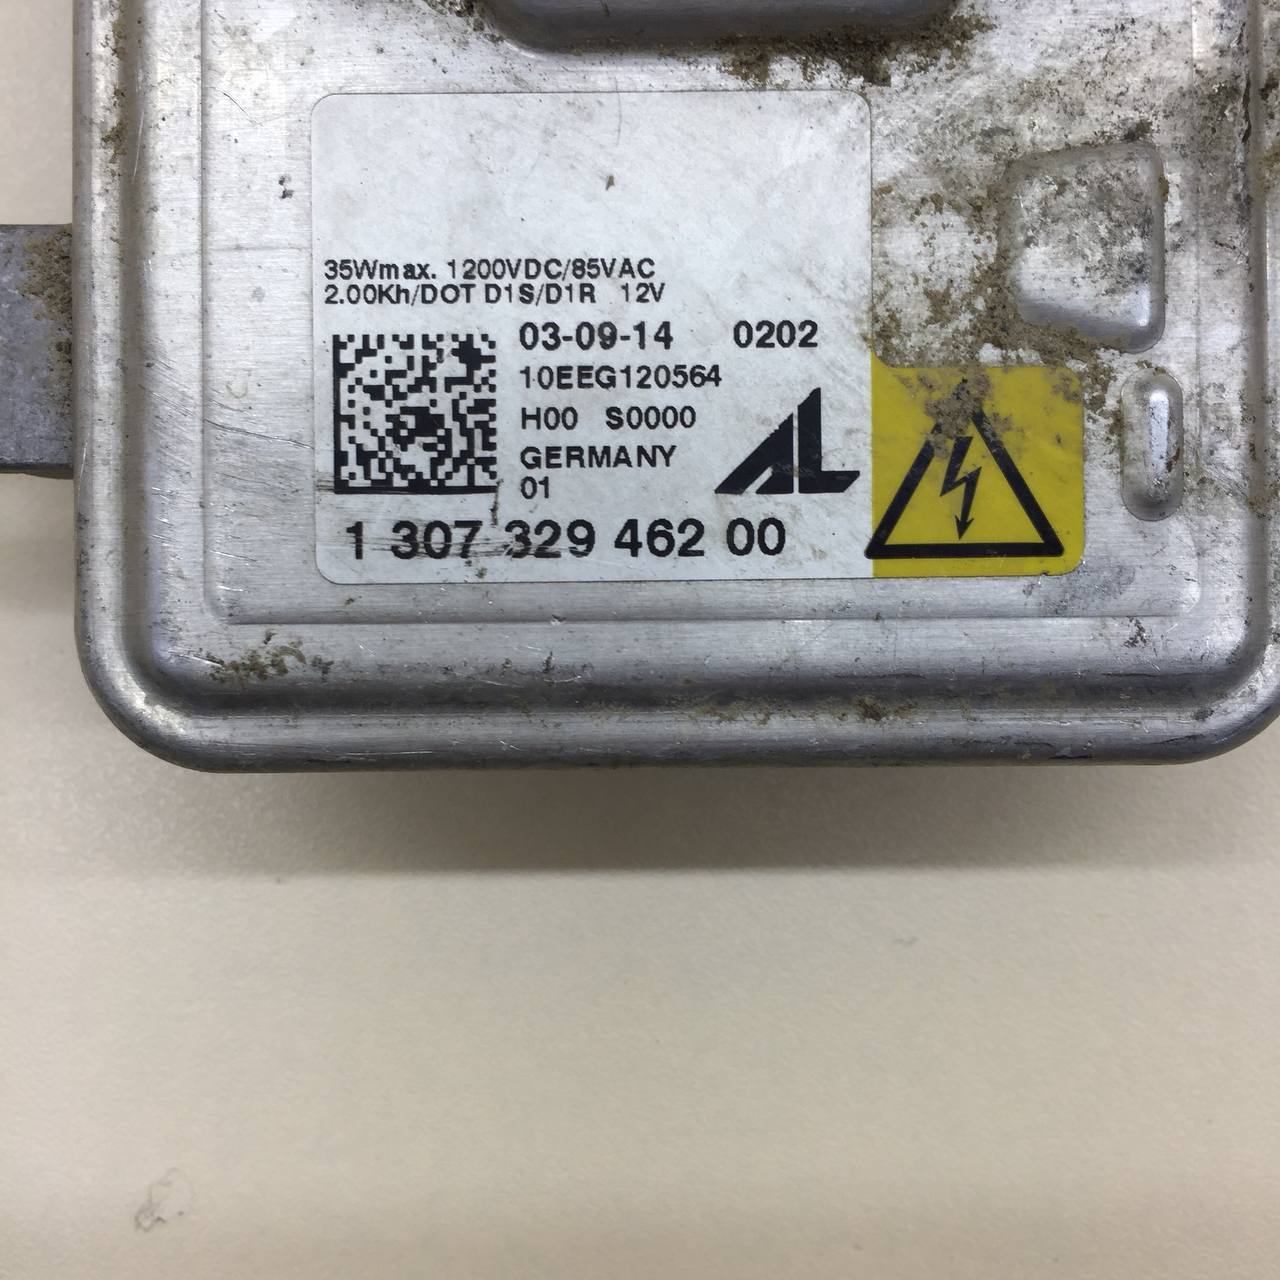 35Wmax. 1200VDC/85VAC
2.00Kh/DOT D1S/D1R 12V
03-09-14 0202
10EEG120564
H00 S0000
GERMANY
01
AL
1 307 329 462 00